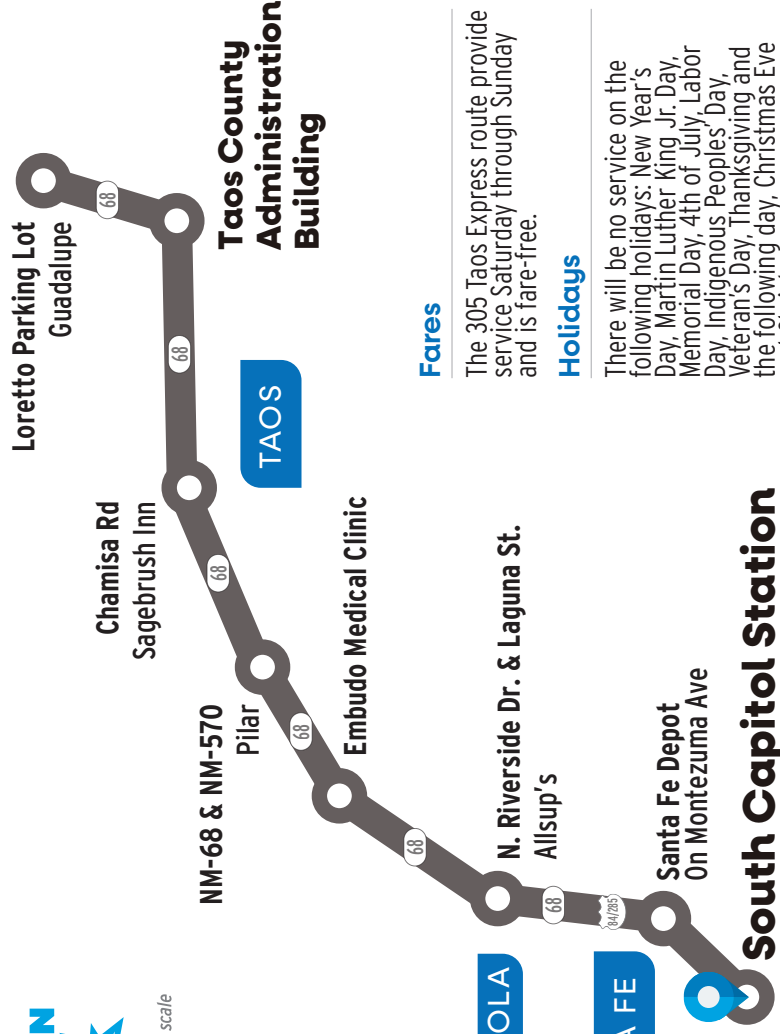 Loretto Parking Lot
Guadalupe
68
Taos County
Administration
Building
68
TAOS
Chamisa Rd
Sagebrush Inn
68
NM-68 & NM-570
Pilar
68
Embudo Medical Clinic
68
N. Riverside Dr. & Laguna St.
Allsup's
68
84/285
Santa Fe Depot
On Montezuma Ave
South Capitol Station
OLA
A FE
N
scale
Fares
The 305 Taos Express route provide
service Saturday through Sunday
and is fare-free.
Holidays
There will be no service on the
following holidays: New Year's
Day, Martin Luther King Jr. Day,
Memorial Day, 4th of July, Labor
Day, Indigenous Peoples' Day,
Veteran's Day, Thanksgiving and
the following day, Christmas Eve